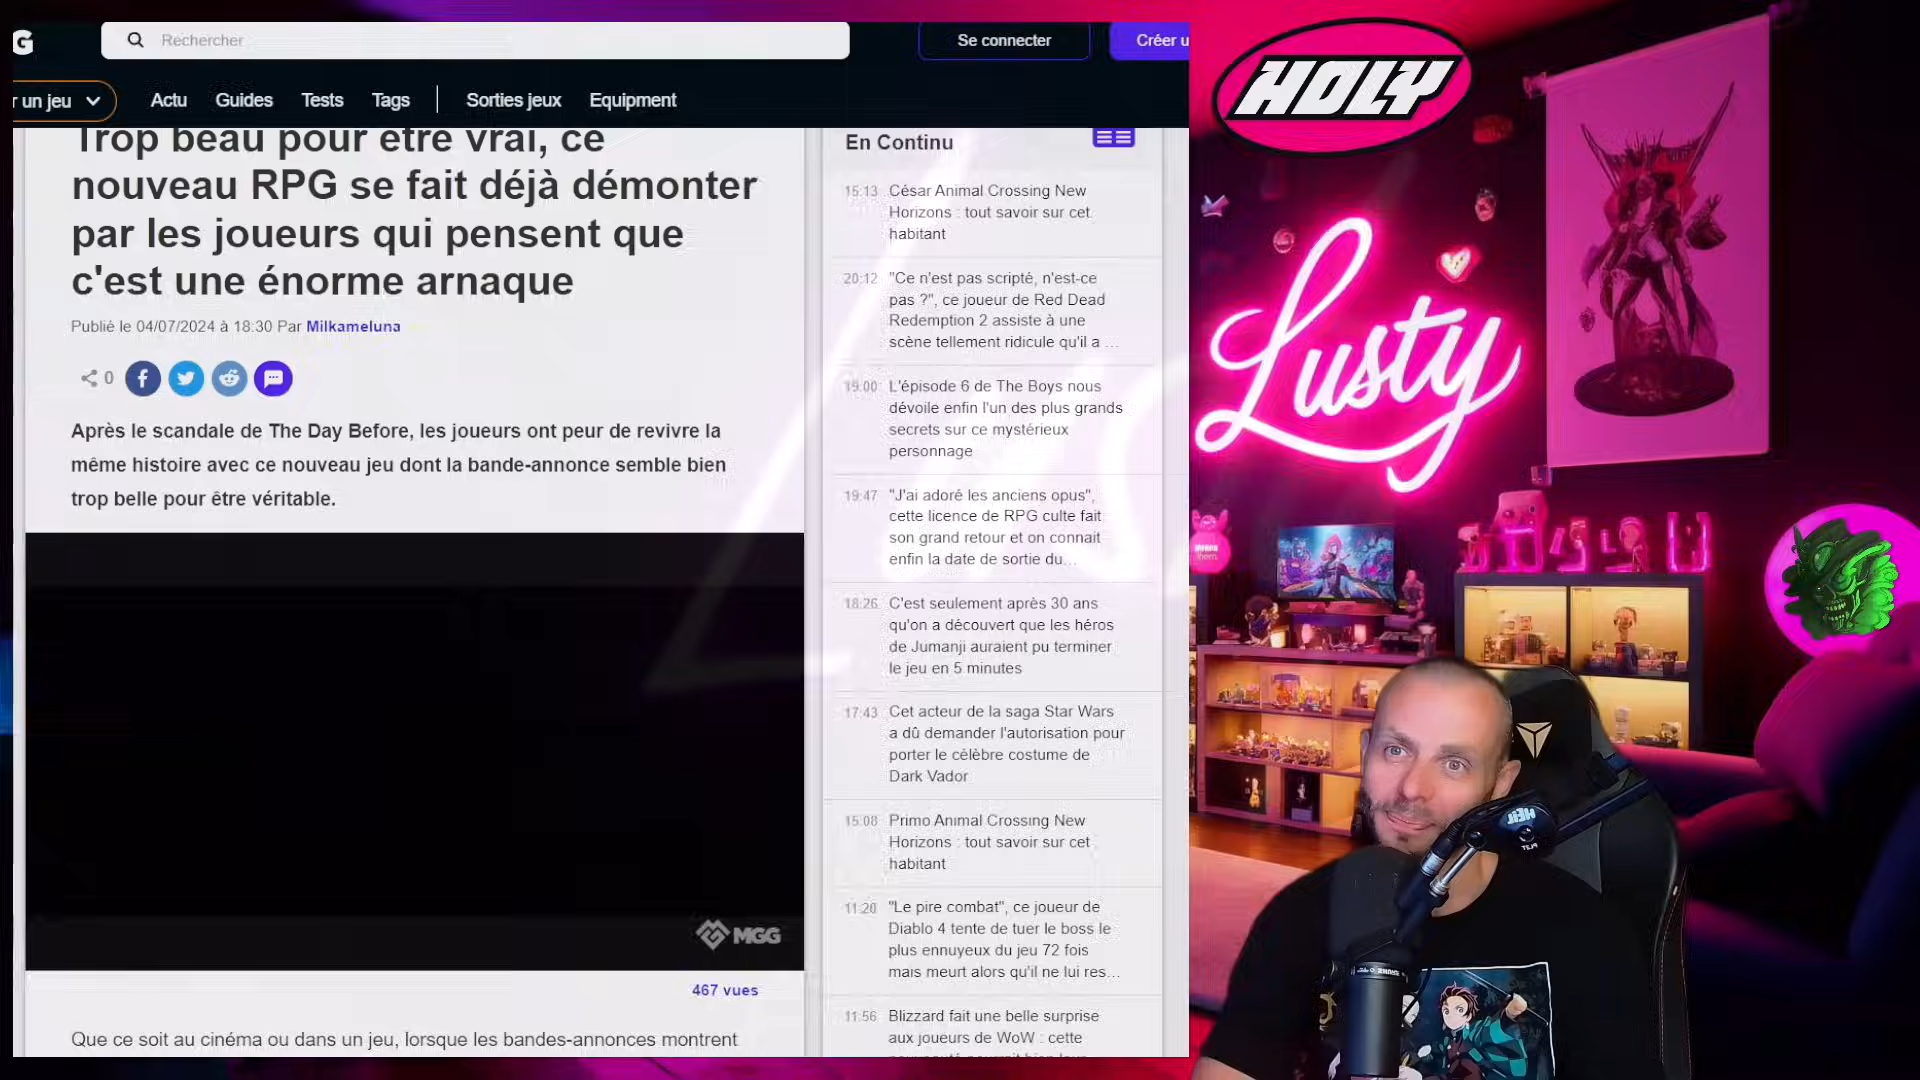 G
Rechercher
Se connecter
Créer u
r un jeu
Actu
Guides
Tests
Tags
Sorties jeux
Equipment
Trop beau pour être vrai, ce
nouveau RPG se fait déjà démonter
par les joueurs qui pensent que
c'est une énorme arnaque
Publié le 04/07/2024 à 18:30 Par Milkameluna
0
Après le scandale de The Day Before, les joueurs ont peur de revivre la
même histoire avec ce nouveau jeu dont la bande-annonce semble bien
trop belle pour être véritable.
MGG
467 vues
Que ce soit au cinéma ou dans un jeu, lorsque les bandes-annonces montrent
En Continu
15:13 César Animal Crossing New
Horizons : tout savoir sur cet
habitant
20:12 "Ce n'est pas scripté, n'est-ce
pas ?", ce joueur de Red Dead
Redemption 2 assiste à une
scène tellement ridicule qu'il a ...
19:00 L'épisode 6 de The Boys nous
dévoile enfin l'un des plus grands
secrets sur ce mystérieux
personnage
19:47 "J'ai adoré les anciens opus",
cette licence de RPG culte fait
son grand retour et on connait
enfin la date de sortie du...
18:26 C'est seulement après 30 ans
qu'on a découvert que les héros
de Jumanji auraient pu terminer
le jeu en 5 minutes
17:43 Cet acteur de la saga Star Wars
a dû demander l'autorisation pour
porter le célèbre costume de
Dark Vador
15:08 Primo Animal Crossing New
Horizons : tout savoir sur cet
habitant
11:20 "Le pire combat", ce joueur de
Diablo 4 tente de tuer le boss le
plus ennuyeux du jeu 72 fois
mais meurt alors qu'il ne lui res...
11:56 Blizzard fait une belle surprise
aux joueurs de WoW : cette
HOLY
Lusty